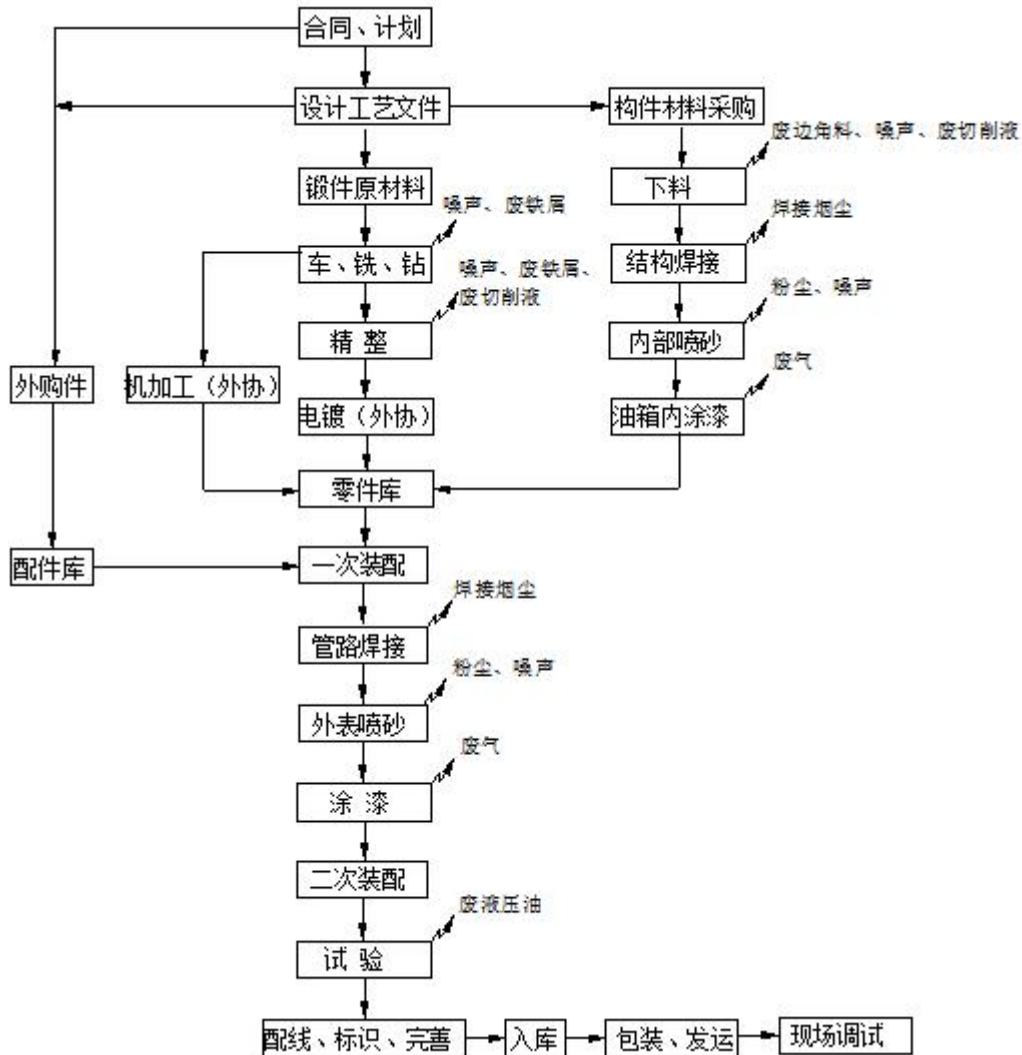 合同、计划
设计工艺文件
构件材料采购
废边角料、噪声、废切削液
锻件原材料
下料
噪声、废铁屑
焊接烟尘
车、铣、钻
结构焊接
噪声、废铁屑、
废切削液
粉尘、噪声
精 整
内部喷砂
废气
外购件
机加工（外协）
电镀（外协）
油箱内涂漆
零件库
配件库
一次装配
焊接烟尘
管路焊接
粉尘、噪声
外表喷砂
废气
涂 漆
二次装配
废液压油
试 验
配线、标识、完善
入库
包装、发运
现场调试